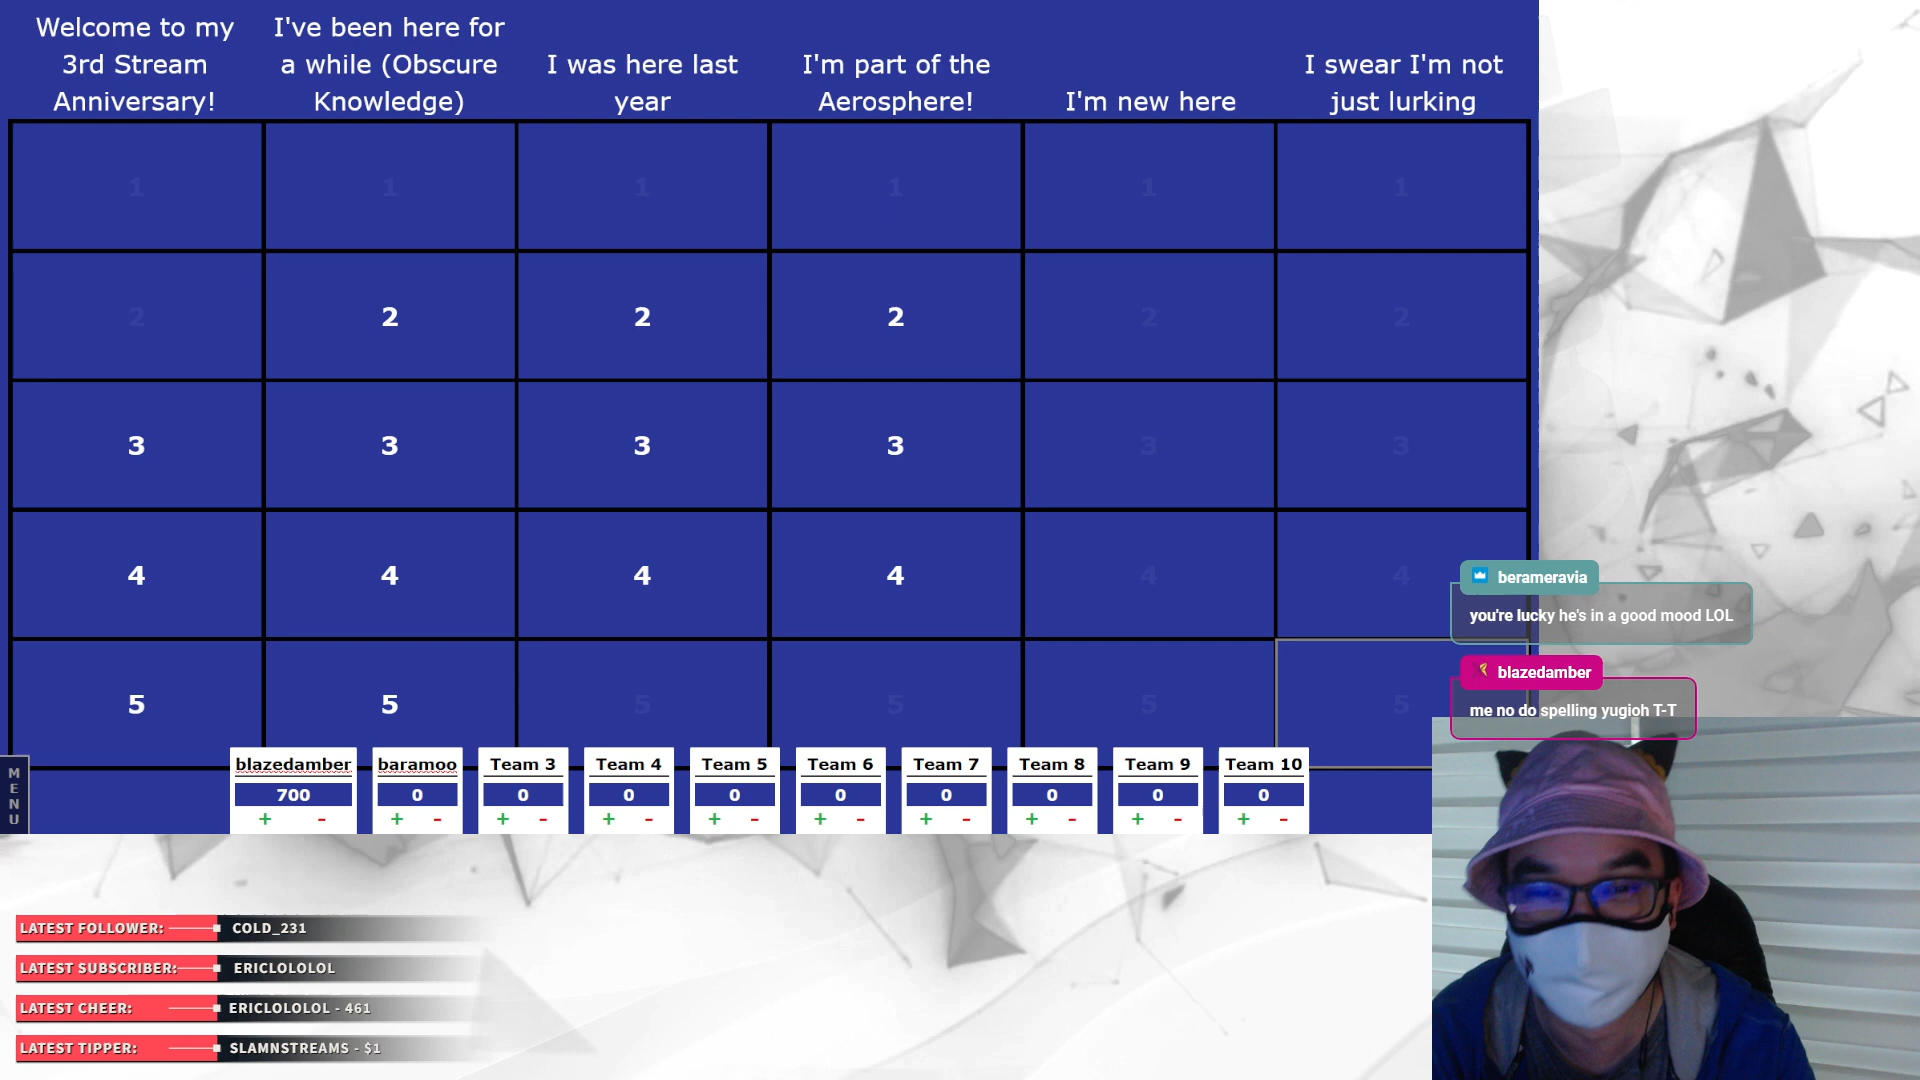 Welcome to my
3rd Stream
Anniversary!
I've been here for
a while (Obscure
Knowledge)
I was here last
year
I'm part of the
Aerosphere!
I'm new here
I swear I'm not
just lurking
1 1 1 1 1 1
2 2 2 2 2 2
3 3 3 3 3 3
4 4 4 4 4 4
5 5 5 5 5 5
berameravia
you're lucky he's in a good mood LOL
blazedamber
me no do spelling yugioh T-T
MENU
blazedamber baramoo Team 3 Team 4 Team 5 Team 6 Team 7 Team 8 Team 9 Team 10
700 0 0 0 0 0 0 0 0 0
+ - + - + - + - + - + - + - + - + - + -
LATEST FOLLOWER: COLD_231
LATEST SUBSCRIBER: ERICLOLOLOL
LATEST CHEER: ERICLOLOLOL - 461
LATEST TIPPER: SLAMNSTREAMS - $1